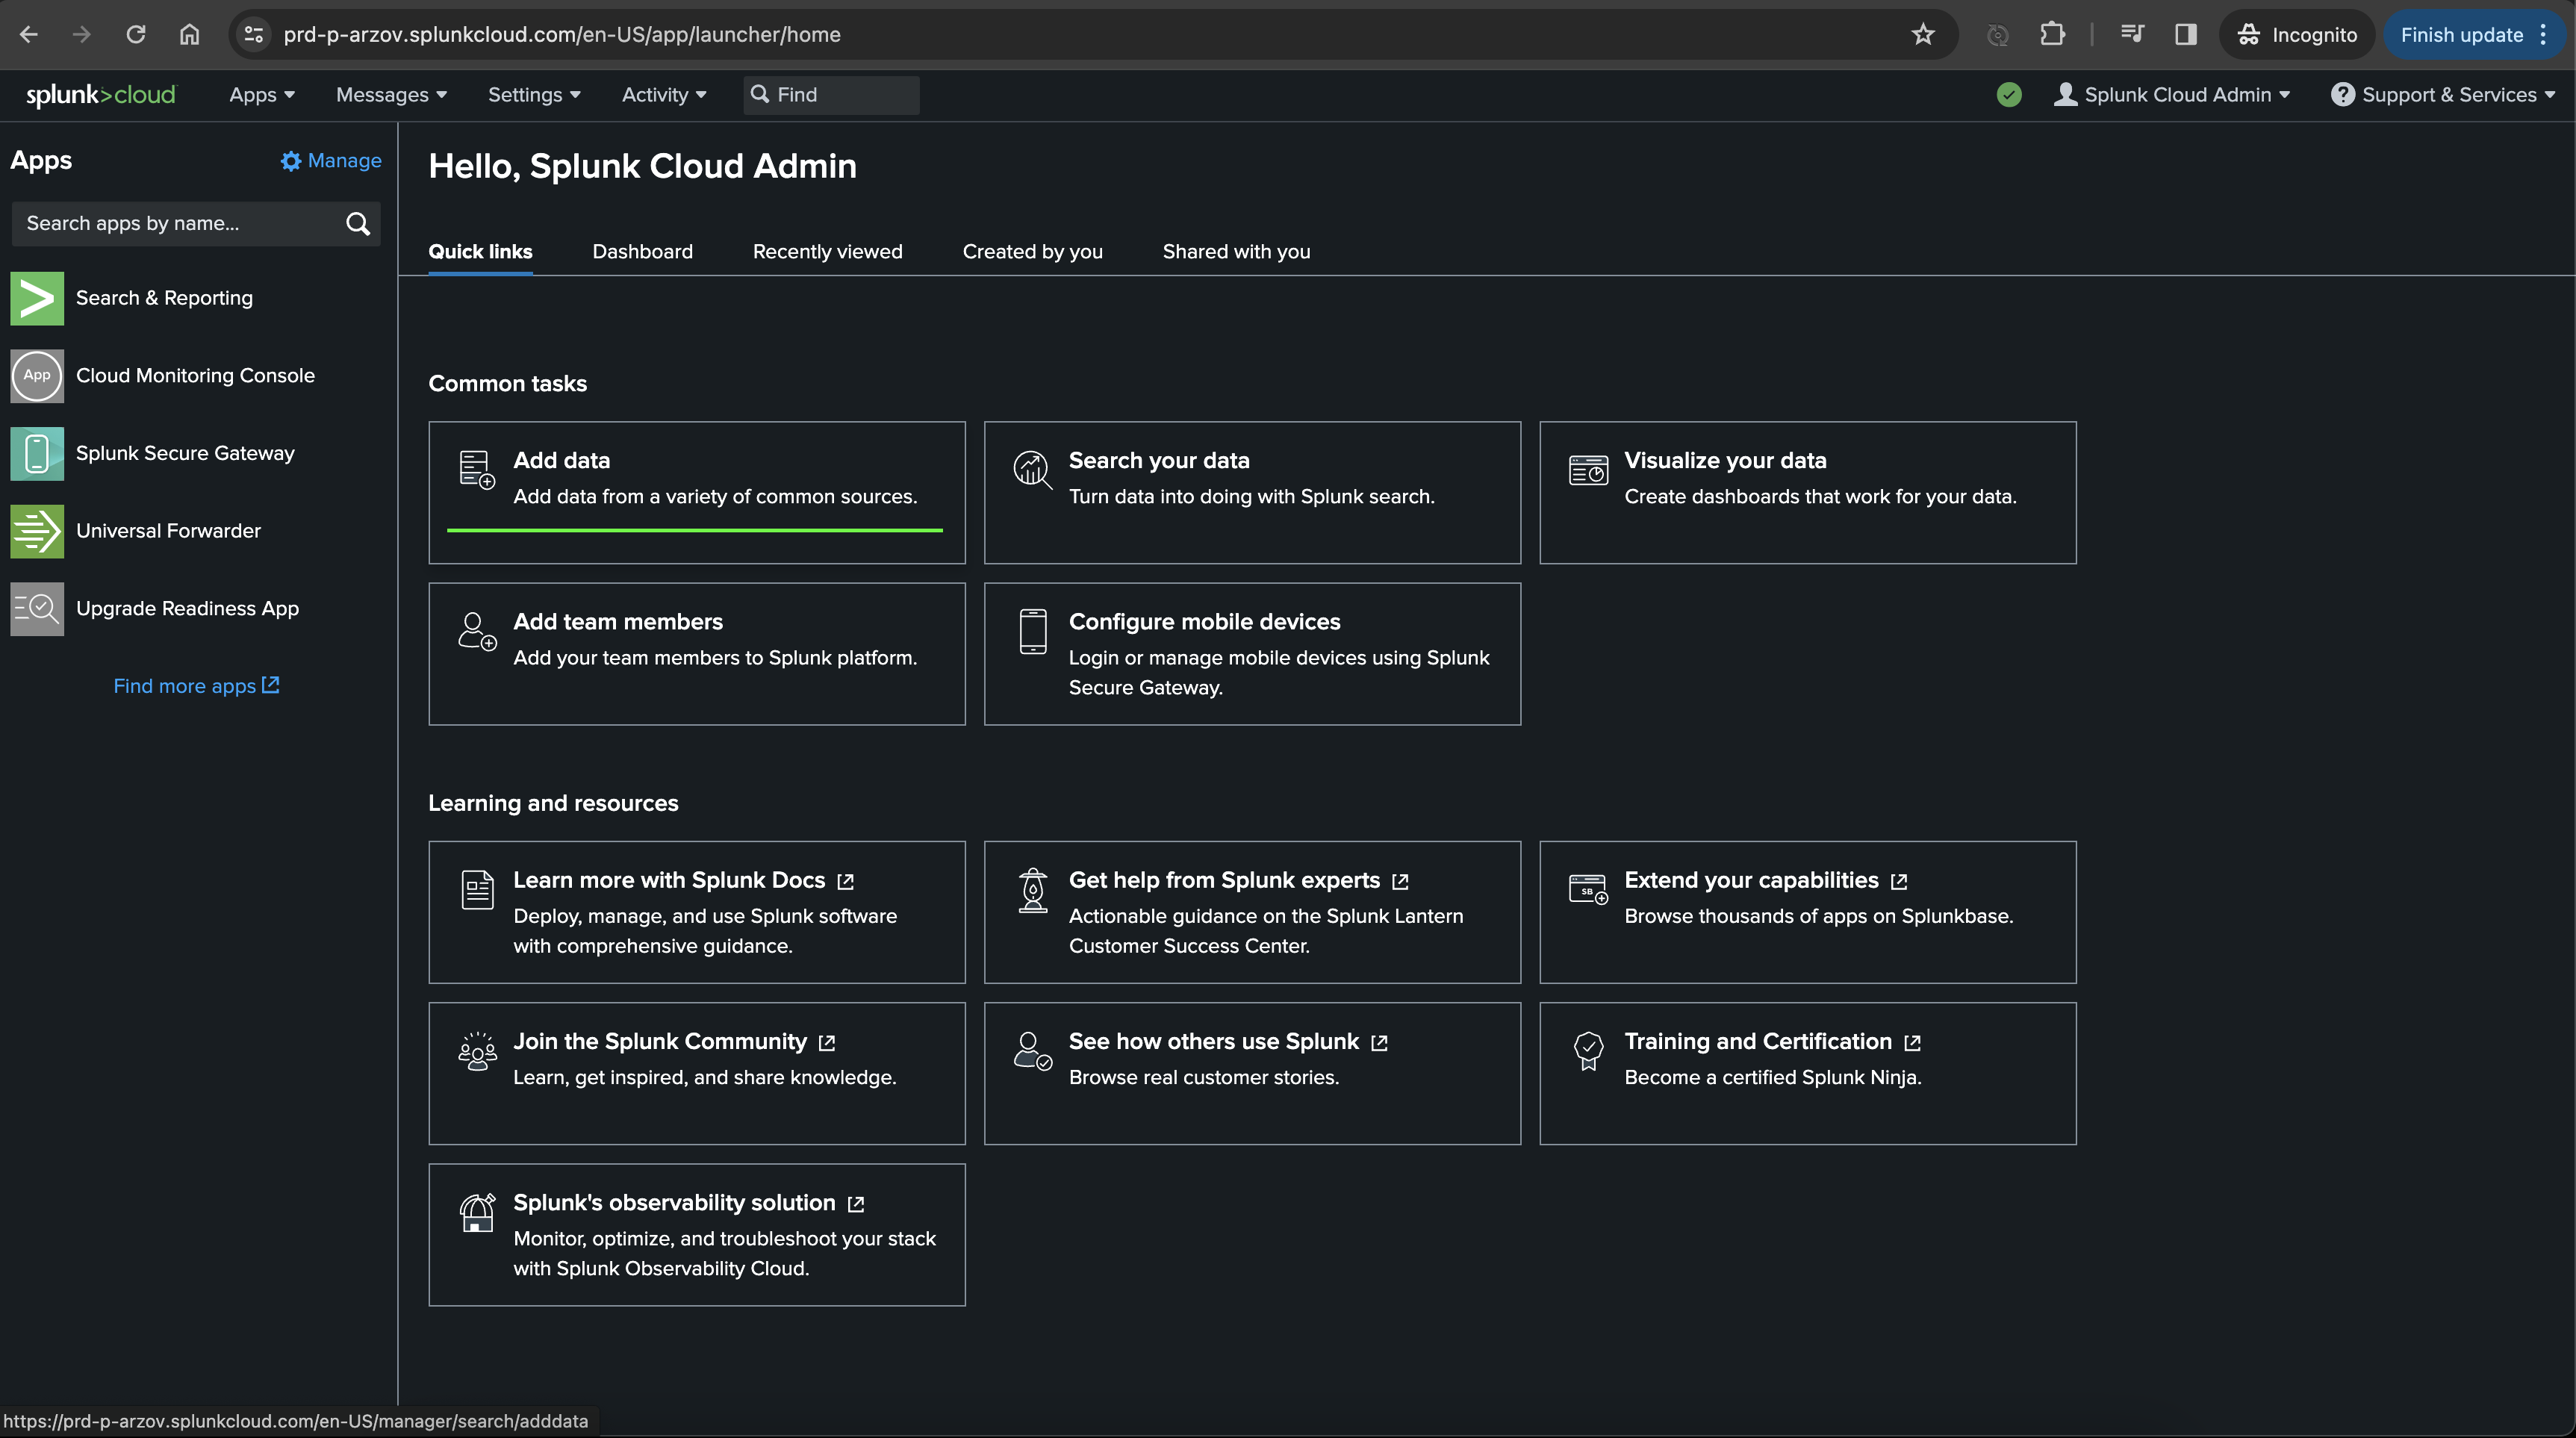 prd-p-arzov.splunkcloud.com/en-US/app/launcher/home
Incognito
Finish update
splunk>cloud
Apps
Messages
Settings
Activity
Find
Splunk Cloud Admin
Support & Services
Apps
Manage
Search apps by name...
Search & Reporting
App
Cloud Monitoring Console
Splunk Secure Gateway
Universal Forwarder
Upgrade Readiness App
Find more apps
Hello, Splunk Cloud Admin
Quick links
Dashboard
Recently viewed
Created by you
Shared with you
Common tasks
Add data
Add data from a variety of common sources.
Search your data
Turn data into doing with Splunk search.
Visualize your data
Create dashboards that work for your data.
Add team members
Add your team members to Splunk platform.
Configure mobile devices
Login or manage mobile devices using Splunk
Secure Gateway.
Learning and resources
Learn more with Splunk Docs
Deploy, manage, and use Splunk software
with comprehensive guidance.
Get help from Splunk experts
Actionable guidance on the Splunk Lantern
Customer Success Center.
SB
Extend your capabilities
Browse thousands of apps on Splunkbase.
Join the Splunk Community
Learn, get inspired, and share knowledge.
See how others use Splunk
Browse real customer stories.
Training and Certification
Become a certified Splunk Ninja.
Splunk's observability solution
Monitor, optimize, and troubleshoot your stack
with Splunk Observability Cloud.
https://prd-p-arzov.splunkcloud.com/en-US/manager/search/adddata